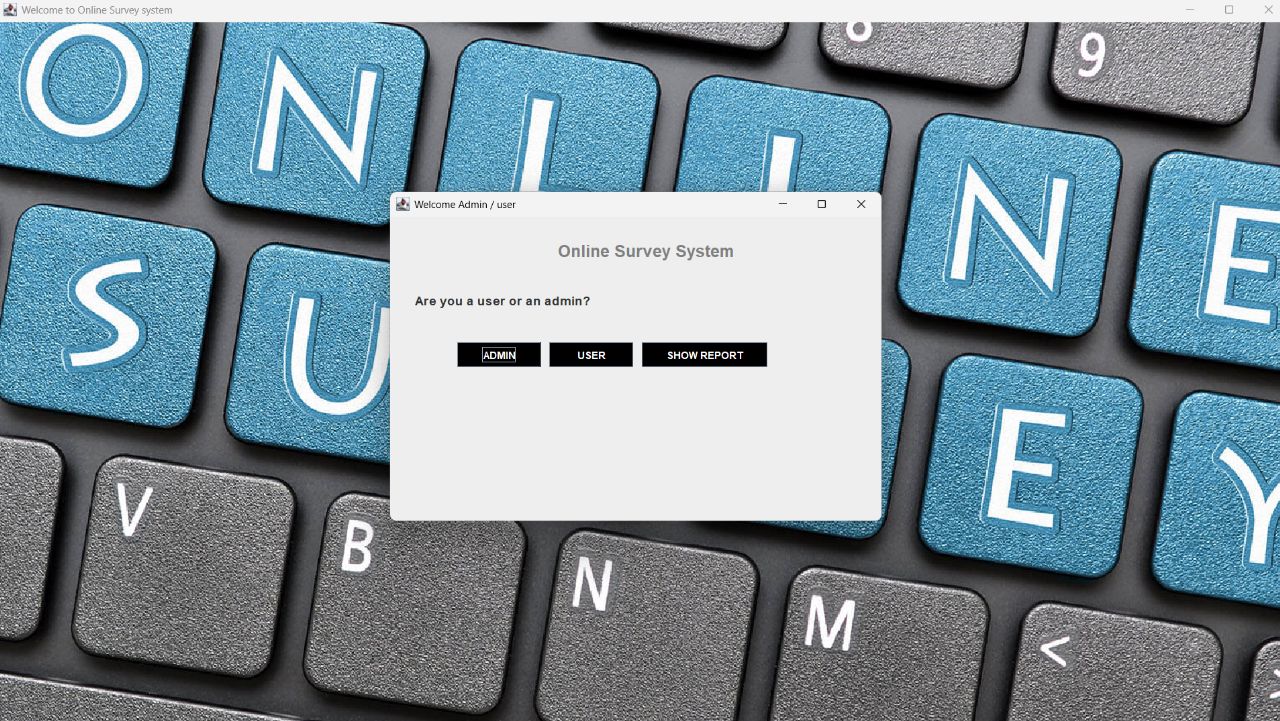 Welcome to Online Survey system
6 9
O N L I N E
Welcome Admin / user
Online Survey System
Are you a user or an admin?
ADMIN USER SHOW REPORT
S U E Y
V B N M <